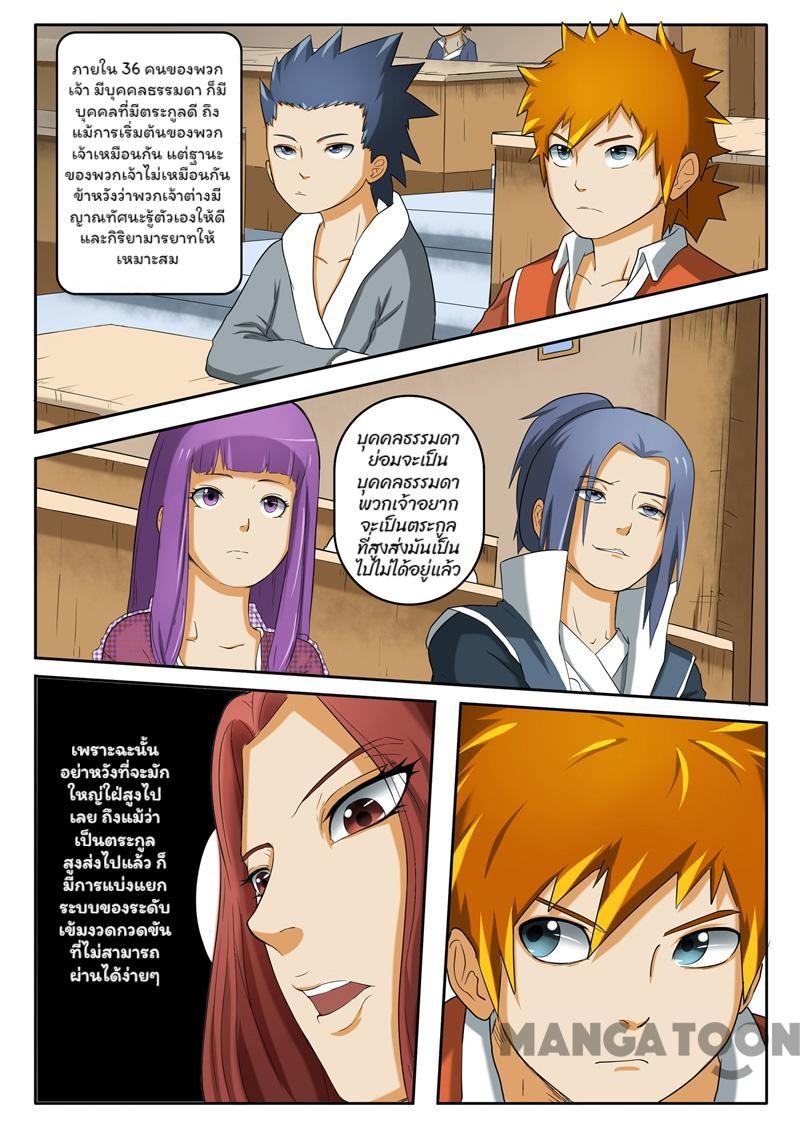 ภายใน 36 คนของพวก
เจ้า มีบุคคลธรรมดา ก็มี
บุคคลที่มีตระกูลดี ถึง
แม้การเริ่มต้นของพวก
เจ้าเหมือนกัน แต่ฐานะ
ของพวกเจ้าไม่เหมือนกัน
ข้าหวังว่าพวกเจ้าต่างมี
ญาณทัศนะรู้ตัวเองให้ดี
และกิริยามารยาทให้
เหมาะสม
บุคคลธรรมดา
ย่อมจะเป็น
บุคคลธรรมดา
พวกเจ้าอยาก
จะเป็นตระกูล
ที่สูงส่งมันเป็น
ไปไม่ได้อยู่แล้ว
เพราะฉะนั้น
อย่าหวังที่จะมัก
ใหญ่ใฝ่สูงไป
เลย ถึงแม้ว่า
เป็นตระกูล
สูงส่งไปแล้ว ก็
มีการแบ่งแยก
ระบบของระดับ
เข้มงวดกวดขัน
ที่ไม่สามารถ
ผ่านได้ง่ายๆ
MANGATOON